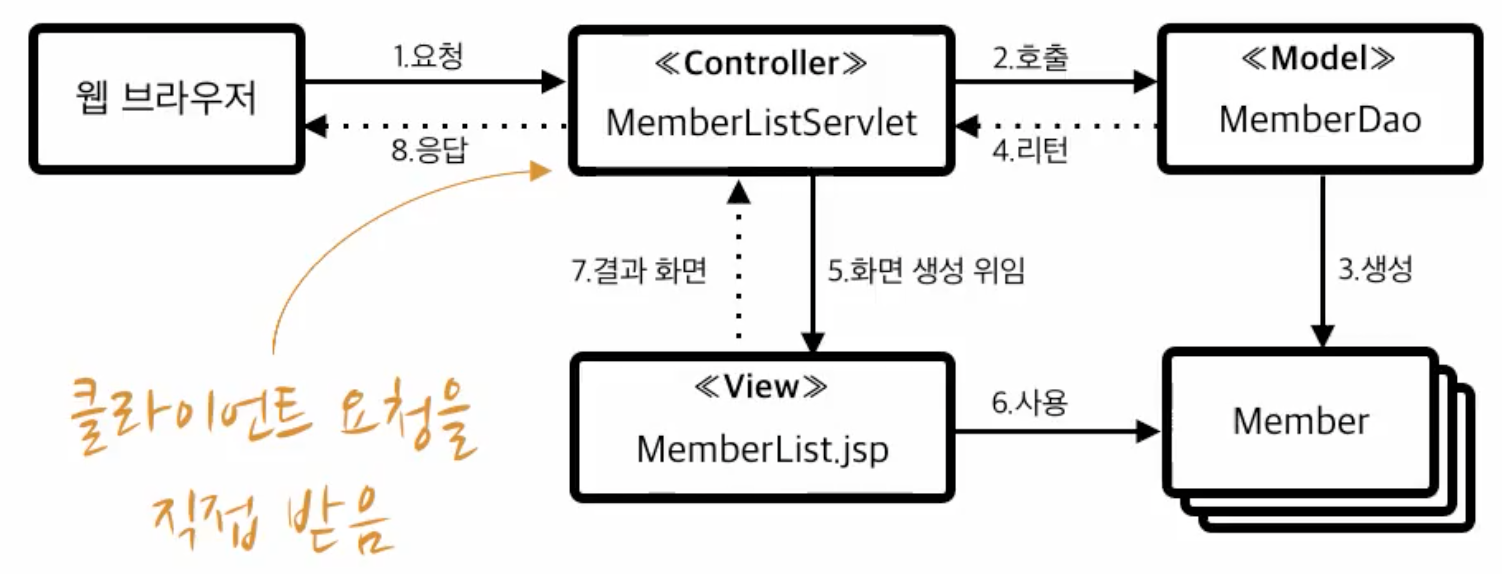 웹 브라우저
1.요청
8.응답
≪Controller≫
MemberListServlet
2.호출
4.리턴
≪Model≫
MemberDao
7.결과 화면
5.화면 생성 위임
3.생성
≪View≫
MemberList.jsp
6.사용
Member
클라이언트 요청을
직접 받음